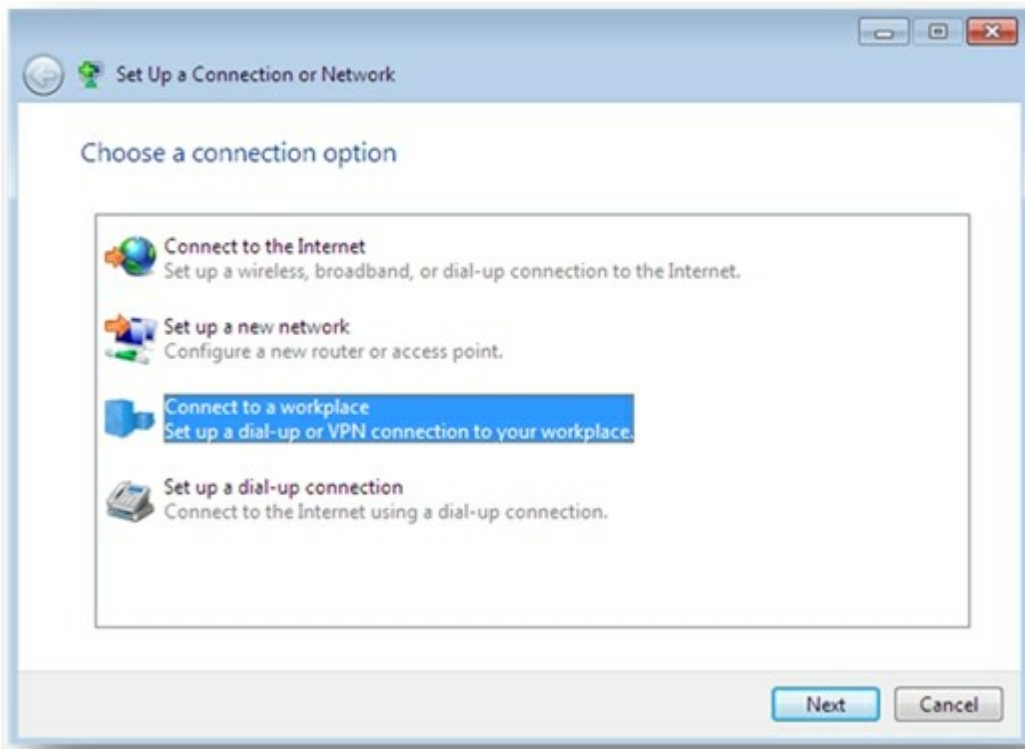 Set Up a Connection or Network
Choose a connection option
Connect to the Internet
Set up a wireless, broadband, or dial-up connection to the Internet.
Set up a new network
Configure a new router or access point.
Connect to a workplace
Set up a dial-up or VPN connection to your workplace.
Set up a dial-up connection
Connect to the Internet using a dial-up connection.
Next
Cancel